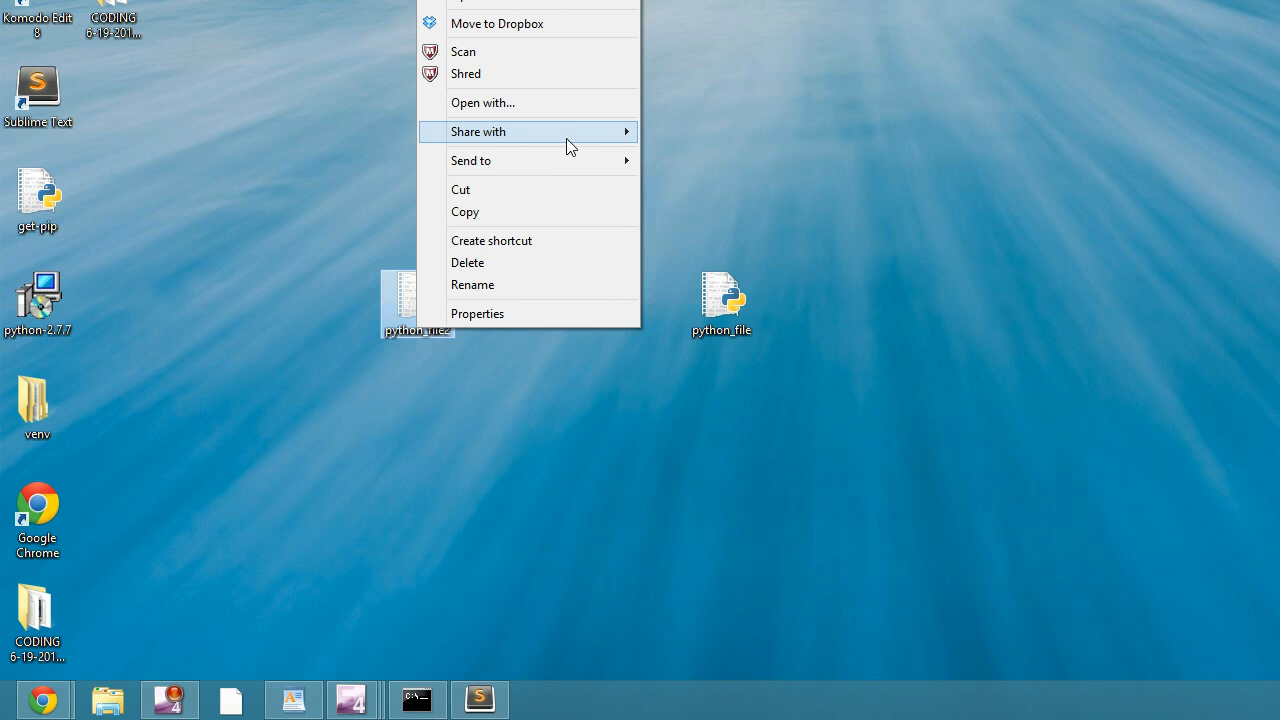 Komodo Edit
8
CODING
6-19-201...
Move to Dropbox
Scan
Shred
Open with...
Share with
Send to
Cut
Copy
Create shortcut
Delete
Rename
Properties
Sublime Text
get-pip
python-2.7.7
python_file2
python_file
venv
Google
Chrome
CODING
6-19-201...
4
4
C:\._